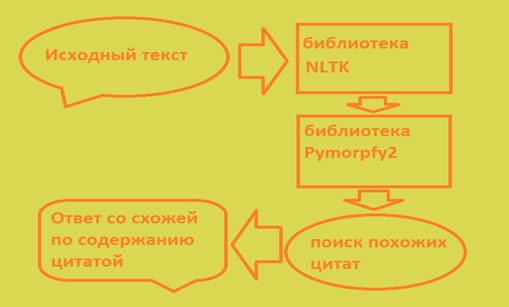 Исходный текст
библиотека
NLTK
библиотека
Pymorpfy2
поиск похожих
цитат
Ответ со схожей
по содержанию
цитатой